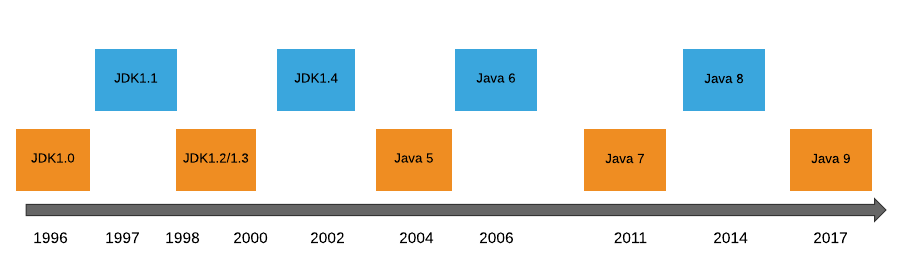 JDK1.1
JDK1.4
Java 6
Java 8
JDK1.0
JDK1.2/1.3
Java 5
Java 7
Java 9
1996 1997 1998 2000 2002 2004 2006 2011 2014 2017